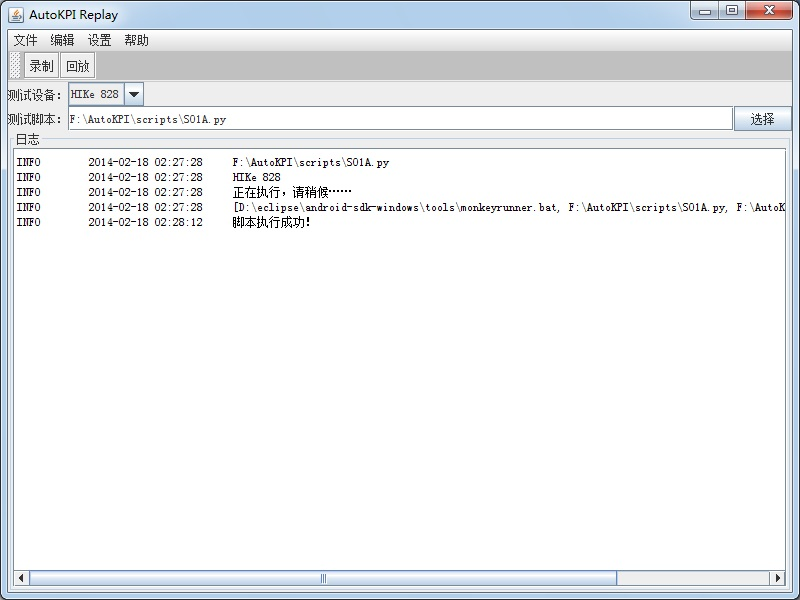 AutoKPI Replay
文件 编辑 设置 帮助
录制 回放
测试设备： HIKe 828
测试脚本： F:\AutoKPI\scripts\S01A.py 选择
日志
INFO 2014-02-18 02:27:28 F:\AutoKPI\scripts\S01A.py
INFO 2014-02-18 02:27:28 HIKe 828
INFO 2014-02-18 02:27:28 正在执行，请稍候……
INFO 2014-02-18 02:27:28 [D:\eclipse\android-sdk-windows\tools\monkeyrunner.bat, F:\AutoKPI\scripts\S01A.py, F:\AutoK
INFO 2014-02-18 02:28:12 脚本执行成功！